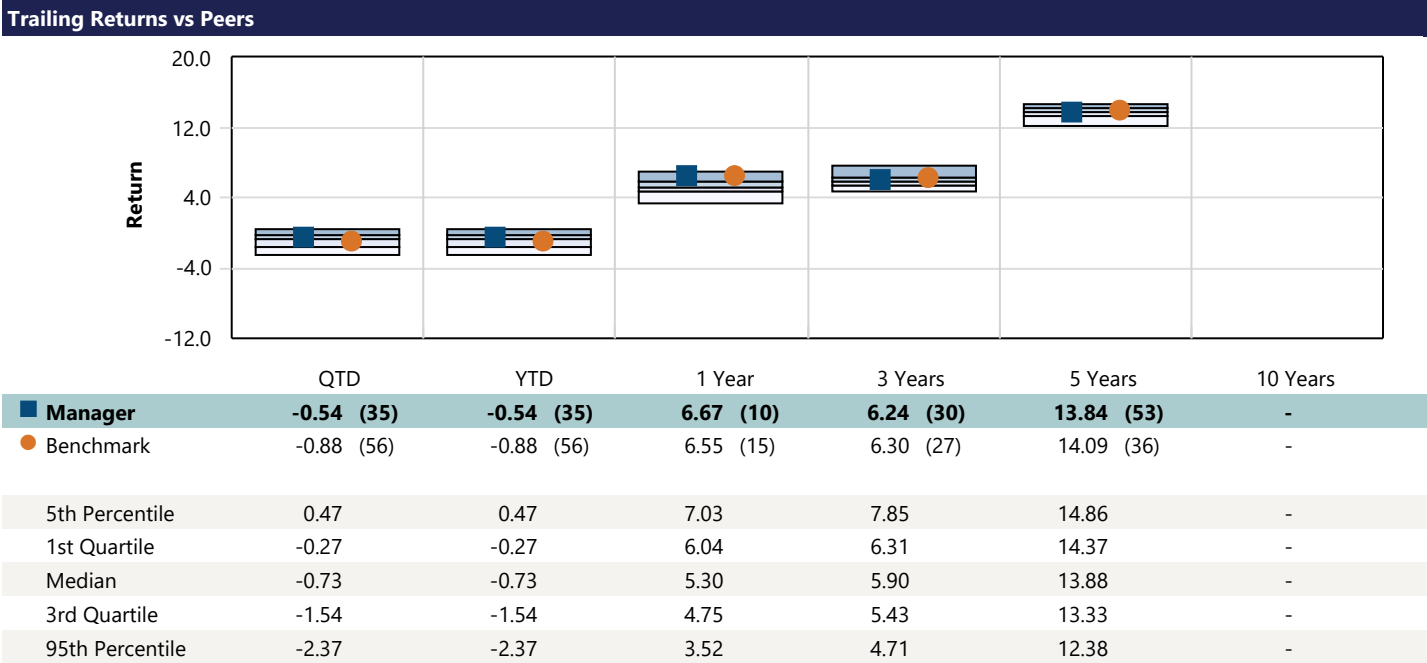 Trailing Returns vs Peers
20.0
12.0
4.0
-4.0
-12.0
Return
QTD YTD 1 Year 3 Years 5 Years 10 Years
Manager -0.54 (35) -0.54 (35) 6.67 (10) 6.24 (30) 13.84 (53) -
Benchmark -0.88 (56) -0.88 (56) 6.55 (15) 6.30 (27) 14.09 (36) -
5th Percentile 0.47 0.47 7.03 7.85 14.86 -
1st Quartile -0.27 -0.27 6.04 6.31 14.37 -
Median -0.73 -0.73 5.30 5.90 13.88 -
3rd Quartile -1.54 -1.54 4.75 5.43 13.33 -
95th Percentile -2.37 -2.37 3.52 4.71 12.38 -